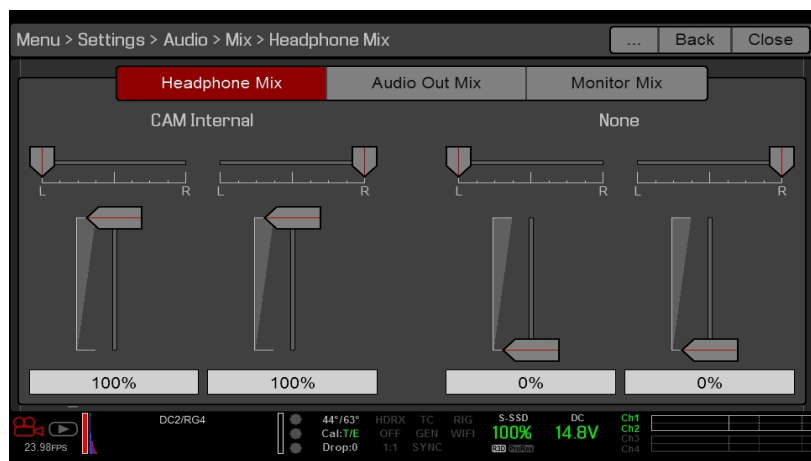 Menu > Settings > Audio > Mix > Headphone Mix ... Back Close
Headphone Mix Audio Out Mix Monitor Mix
CAM Internal None
L R L R L R L R
100% 100% 0% 0%
DC2/RG4 44°/63° HDRX TC RIG S-SSD DC Ch1
Cal:T/E OFF GEN WIFI 100% 14.8V Ch2
23.98FPS Drop:0 1:1 SYNC R3D ProRes Ch3
Ch4